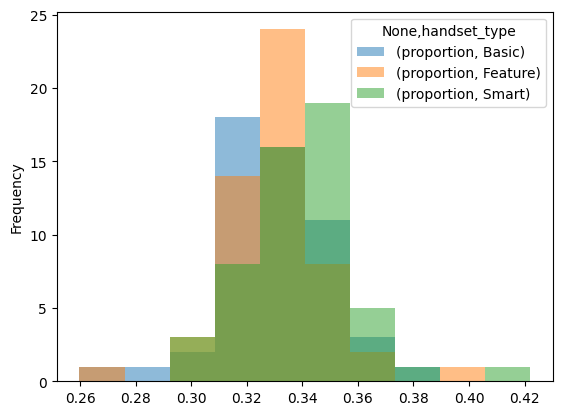 None,handset_type
(proportion, Basic)
(proportion, Feature)
(proportion, Smart)
Frequency
25
20
15
10
5
0
0.26 0.28 0.30 0.32 0.34 0.36 0.38 0.40 0.42